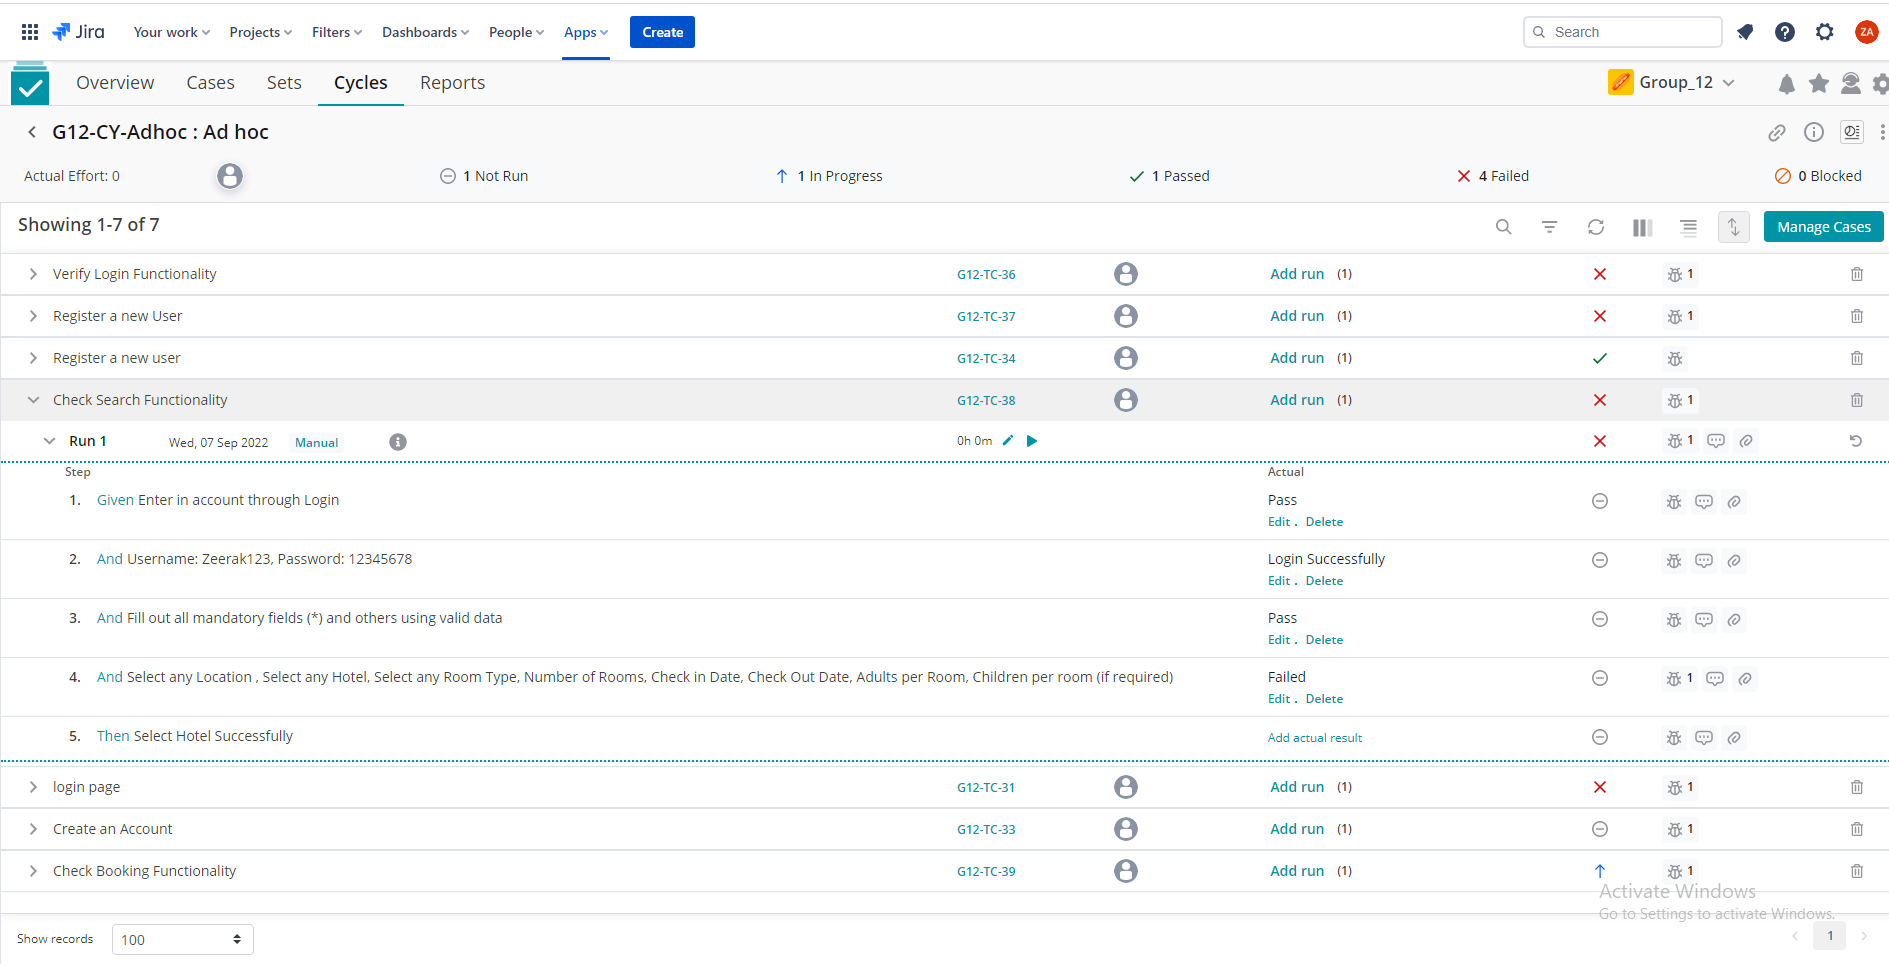 Jira Your work Projects Filters Dashboards People Apps Create Search ZA
Overview Cases Sets Cycles Reports Group_12
G12-CY-Adhoc : Ad hoc
Actual Effort: 0 1 Not Run 1 In Progress 1 Passed 4 Failed 0 Blocked
Showing 1-7 of 7 Manage Cases
Verify Login Functionality G12-TC-36 Add run (1) 1
Register a new User G12-TC-37 Add run (1) 1
Register a new user G12-TC-34 Add run (1)
Check Search Functionality G12-TC-38 Add run (1) 1
Run 1 Wed, 07 Sep 2022 Manual 0h 0m 1
Step Actual
1. Given Enter in account through Login Pass
Edit . Delete
2. And Username: Zeerak123, Password: 12345678 Login Successfully
Edit . Delete
3. And Fill out all mandatory fields (*) and others using valid data Pass
Edit . Delete
4. And Select any Location , Select any Hotel, Select any Room Type, Number of Rooms, Check in Date, Check Out Date, Adults per Room, Children per room (if required) Failed 1
Edit . Delete
5. Then Select Hotel Successfully Add actual result
login page G12-TC-31 Add run (1) 1
Create an Account G12-TC-33 Add run (1) 1
Check Booking Functionality G12-TC-39 Add run (1) 1
Activate Windows
Go to Settings to activate Windows.
Show records 100 1